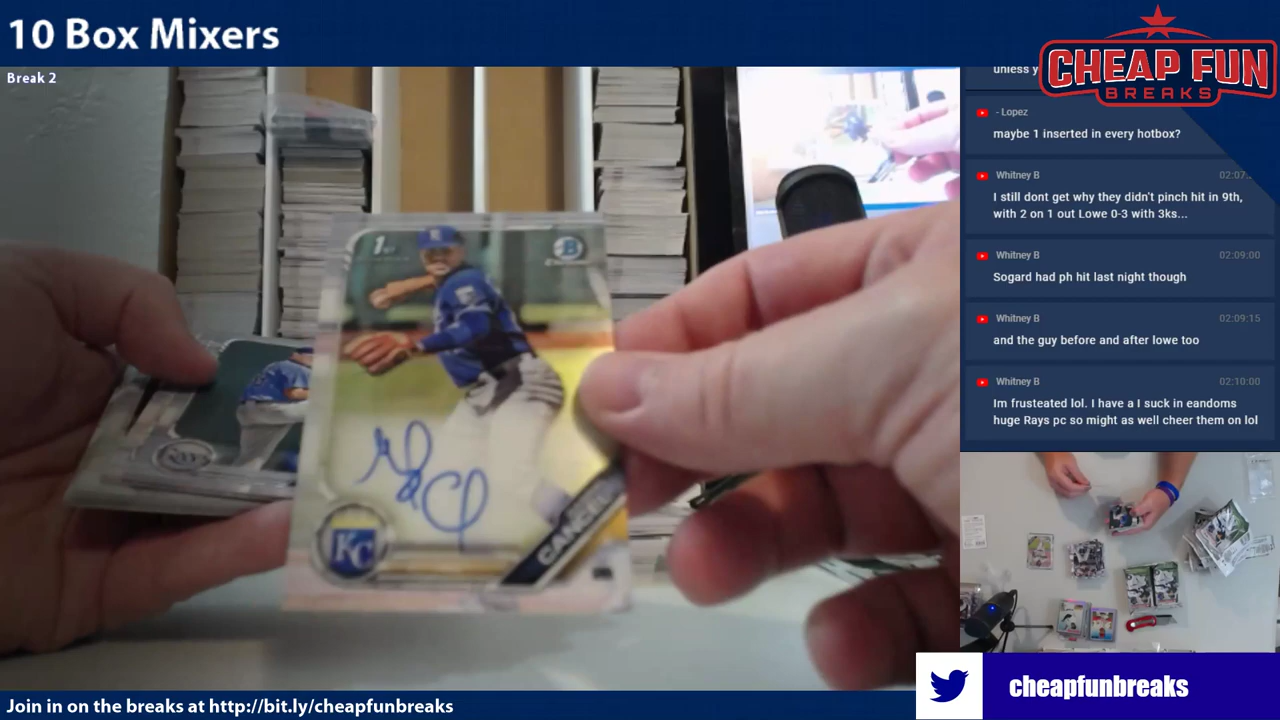 10 Box Mixers
Break 2
CHEAP FUN
BREAKS
unless y
- Lopez
maybe 1 inserted in every hotbox?
Whitney B 02:07:
I still dont get why they didn't pinch hit in 9th,
with 2 on 1 out Lowe 0-3 with 3ks...
Whitney B 02:09:00
Sogard had ph hit last night though
Whitney B 02:09:15
and the guy before and after lowe too
Whitney B 02:10:00
Im frusteated lol. I have a I suck in eandoms
huge Rays pc so might as well cheer them on lol
1st
B
KC
Rays
cheapfunbreaks
Join in on the breaks at http://bit.ly/cheapfunbreaks